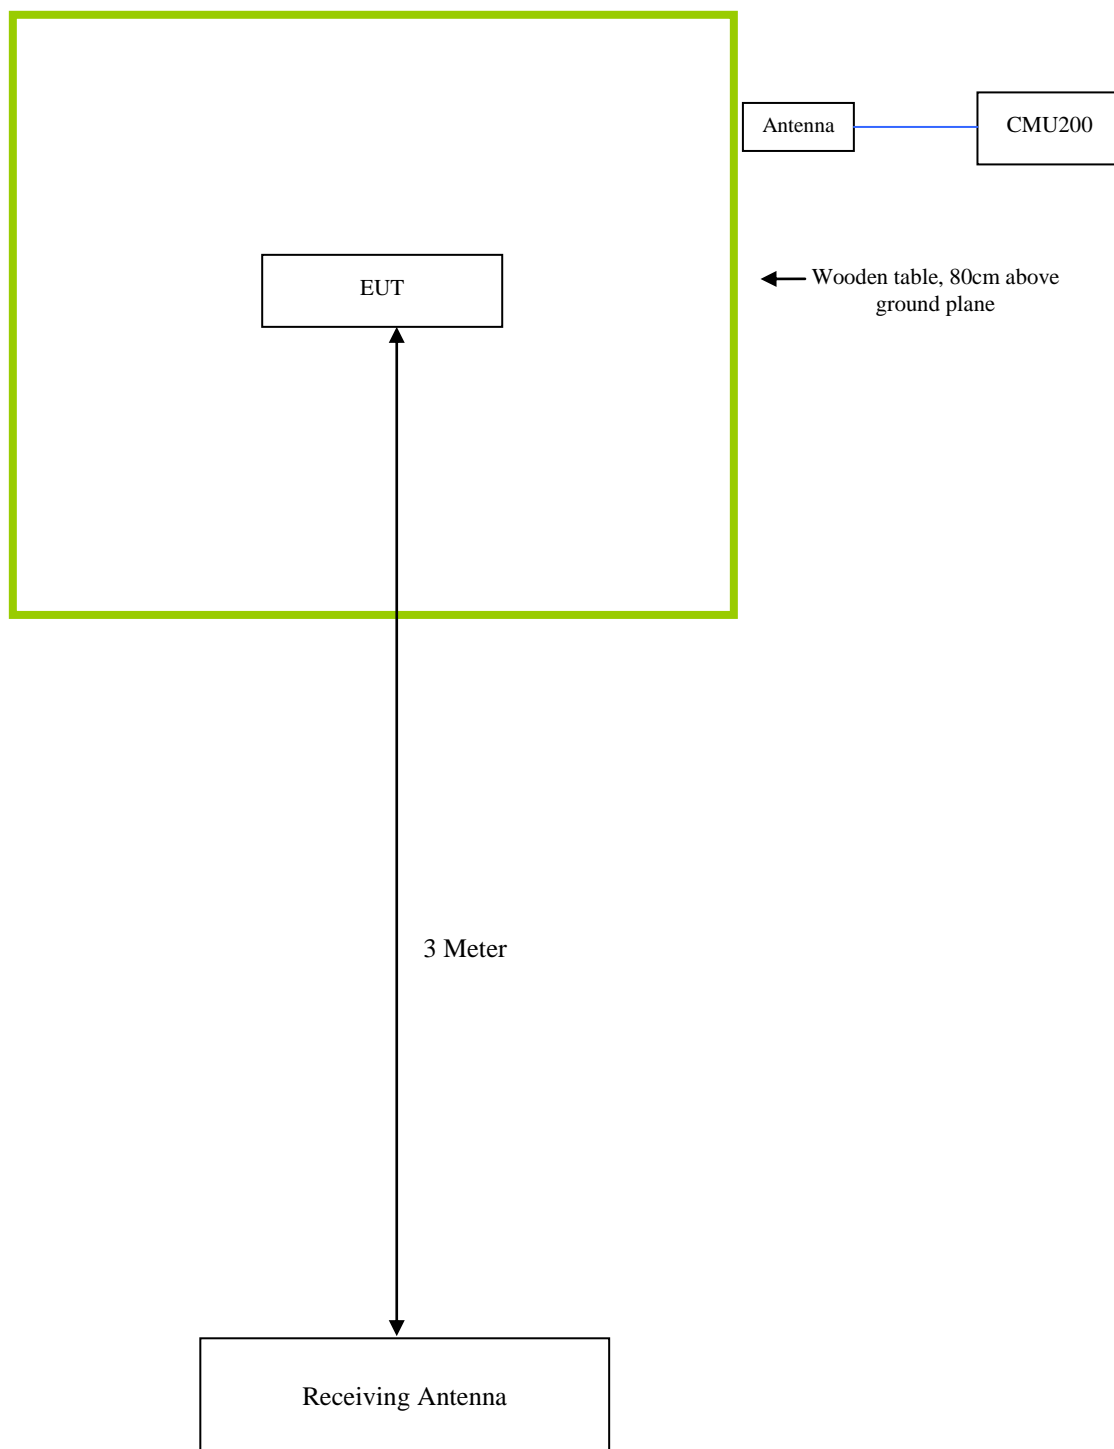 Antenna
CMU200
EUT
Wooden table, 80cm above
ground plane
3 Meter
Receiving Antenna